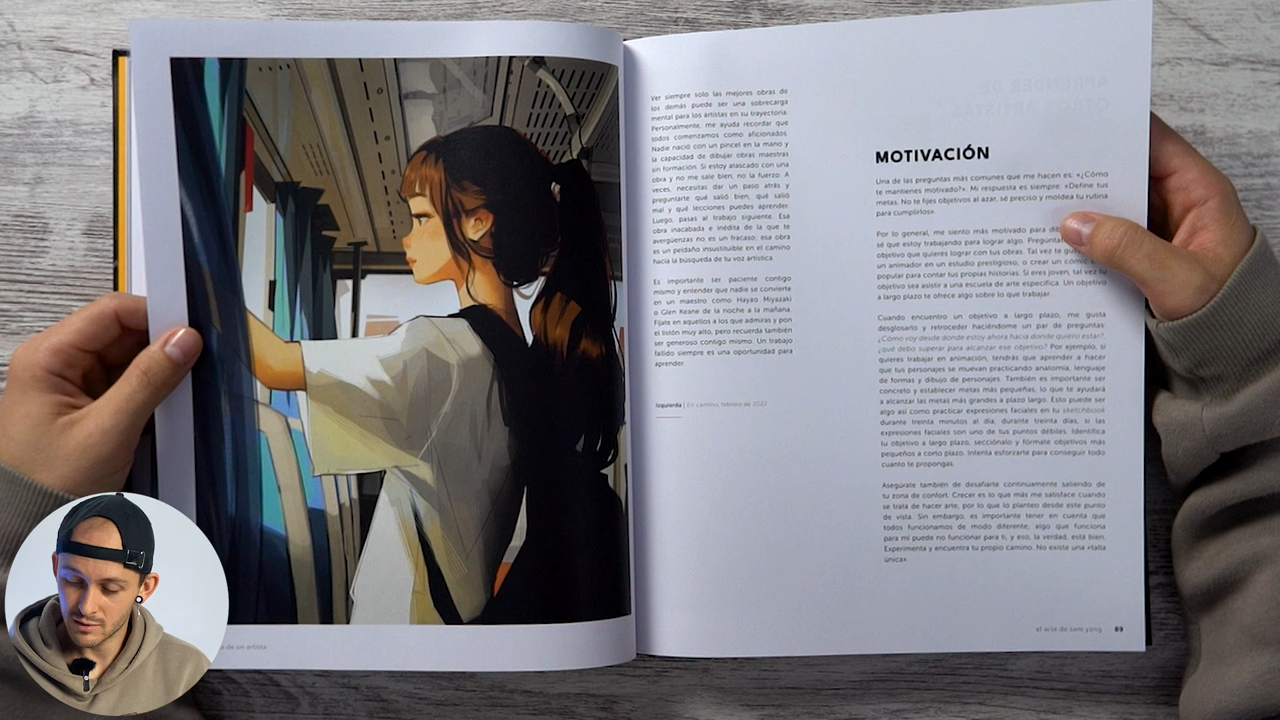 Ver siempre solo las mejores obras de
los demás puede ser una sobrecarga
mental para los artistas en su trayectoria.
Personalmente, me ayuda recordar que
todos comenzamos como aficionados.
Nadie nació con un pincel en la mano y
la capacidad de dibujar obras maestras
sin formación. Si estoy atascado con una
obra y no me sale bien, no la fuerzo. A
veces, necesitas dar un paso atrás y
preguntarte qué salió bien, qué salió
mal y qué lecciones puedes aprender.
Luego, pasas al trabajo siguiente. Esa
obra inacabada e inédita de la que te
avergüenzas no es un fracaso; esa obra
es un peldaño insustituible en el camino
hacia la búsqueda de tu voz artística.
Es importante ser paciente contigo
mismo y entender que nadie se convierte
en un maestro como Hayao Miyazaki
o Glen Keane de la noche a la mañana.
Fíjate en aquellos a los que admiras y pon
el listón muy alto, pero recuerda también
ser generoso contigo mismo. Un trabajo
fallido siempre es una oportunidad para
aprender.
Izquierda | En camino, febrero de 2022
MOTIVACIÓN
Una de las preguntas más comunes que me hacen es: «¿Cómo
te mantienes motivado?». Mi respuesta es siempre: «Define tus
metas. No te fijes objetivos al azar, sé preciso y moldea tu rutina
para cumplirlos».
Por lo general, me siento más motivado para
sé que estoy trabajando para lograr algo.
objetivo que quieres lograr con tus obras. Tal vez te
un animador en un estudio prestigioso, o crear un cómic
popular para contar tus propias historias. Si eres joven, tal vez tu
objetivo sea asistir a una escuela de arte específica. Un objetivo
a largo plazo te ofrece algo sobre lo que trabajar.
Cuando encuentro un objetivo a largo plazo, me gusta
desglosarlo y retroceder haciéndome un par de preguntas:
¿Cómo voy desde donde estoy ahora hacia donde quiero estar?,
¿qué debo superar para alcanzar ese objetivo? Por ejemplo, si
quieres trabajar en animación, tendrás que aprender a hacer
que tus personajes se muevan practicando anatomía, lenguaje
de formas y dibujo de personajes. También es importante ser
concreto y establecer metas más pequeñas, lo que te ayudará
a alcanzar las metas más grandes a plazo largo. Esto puede ser
algo así como practicar expresiones faciales en tu sketchbook
durante treinta minutos al día, durante treinta días, si las
expresiones faciales son uno de tus puntos débiles. Identifica
tu objetivo a largo plazo, secciónalo y fórmate objetivos más
pequeños a corto plazo. Intenta esforzarte para conseguir todo
cuanto te propongas.
Asegúrate también de desafiarte continuamente saliendo de
tu zona de confort. Crecer es lo que más me satisface cuando
se trata de hacer arte, por lo que lo planteo desde este punto
de vista. Sin embargo, es importante tener en cuenta que
todos funcionamos de modo diferente, algo que funciona
para mí puede no funcionar para ti, y eso, la verdad, está bien.
Experimenta y encuentra tu propio camino. No existe una «talla
única»
de un artista
el arte de sam yang 89